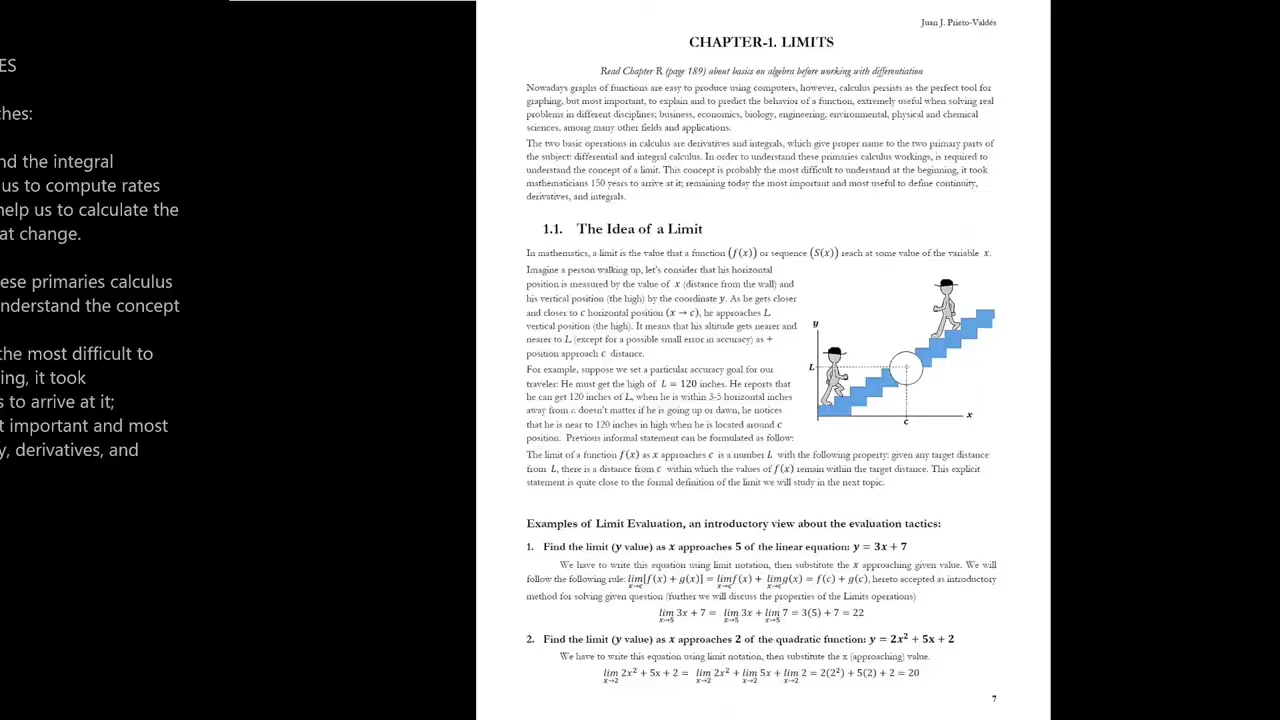 ES
ches:
nd the integral
us to compute rates
help us to calculate the
at change.
ese primaries calculus
nderstand the concept
the most difficult to
ing, it took
s to arrive at it;
t important and most
y, derivatives, and
Juan J. Prieto-Valdés
CHAPTER-1. LIMITS
Read Chapter R (page 189) about basics on algebra before working with differentiation
Nowadays graphs of functions are easy to produce using computers, however, calculus persists as the perfect tool for
graphing, but most important, to explain and to predict the behavior of a function, extremely useful when solving real
problems in different disciplines; business, economics, biology, engineering, environmental, physical and chemical
sciences, among many other fields and applications.
The two basic operations in calculus are derivatives and integrals, which give proper name to the two primary parts of
the subject: differential and integral calculus. In order to understand these primaries calculus workings, is required to
understand the concept of a limit. This concept is probably the most difficult to understand at the beginning, it took
mathematicians 150 years to arrive at it; remaining today the most important and most useful to define continuity,
derivatives, and integrals.
1.1. The Idea of a Limit
In mathematics, a limit is the value that a function (f(x)) or sequence (S(x)) reach at some value of the variable x.
Imagine a person walking up, let's consider that his horizontal
position is measured by the value of x (distance from the wall) and
his vertical position (the high) by the coordinate y. As he gets closer
and closer to c horizontal position (x → c), he approaches L
vertical position (the high). It means that his altitude gets nearer and
nearer to L (except for a possible small error in accuracy) as +
position approach c distance.
For example, suppose we set a particular accuracy goal for our
traveler: He must get the high of L = 120 inches. He reports that
he can get 120 inches of L, when he is within 3-5 horizontal inches
away from c doesn't matter if he is going up or dawn, he notices
that he is near to 120 inches in high when he is located around c
position. Previous informal statement can be formulated as follow:
y
L
c
x
The limit of a function f(x) as x approaches c is a number L with the following property: given any target distance
from L, there is a distance from c within which the values of f(x) remain within the target distance. This explicit
statement is quite close to the formal definition of the limit we will study in the next topic.
Examples of Limit Evaluation, an introductory view about the evaluation tactics:
1. Find the limit (y value) as x approaches 5 of the linear equation: y = 3x + 7
We have to write this equation using limit notation, then substitute the x approaching given value. We will
follow the following rule: lim x→c [f(x) + g(x)] = lim x→c f(x) + lim x→c g(x) = f(c) + g(c), hereto accepted as introductory
method for solving given question (further we will discuss the properties of the Limits operations)
lim x→5 3x + 7 = lim x→5 3x + lim x→5 7 = 3(5) + 7 = 22
2. Find the limit (y value) as x approaches 2 of the quadratic function: y = 2x² + 5x + 2
We have to write this equation using limit notation, then substitute the x (approaching) value.
lim x→2 2x² + 5x + 2 = lim x→2 2x² + lim x→2 5x + lim x→2 2 = 2(2²) + 5(2) + 2 = 20
7